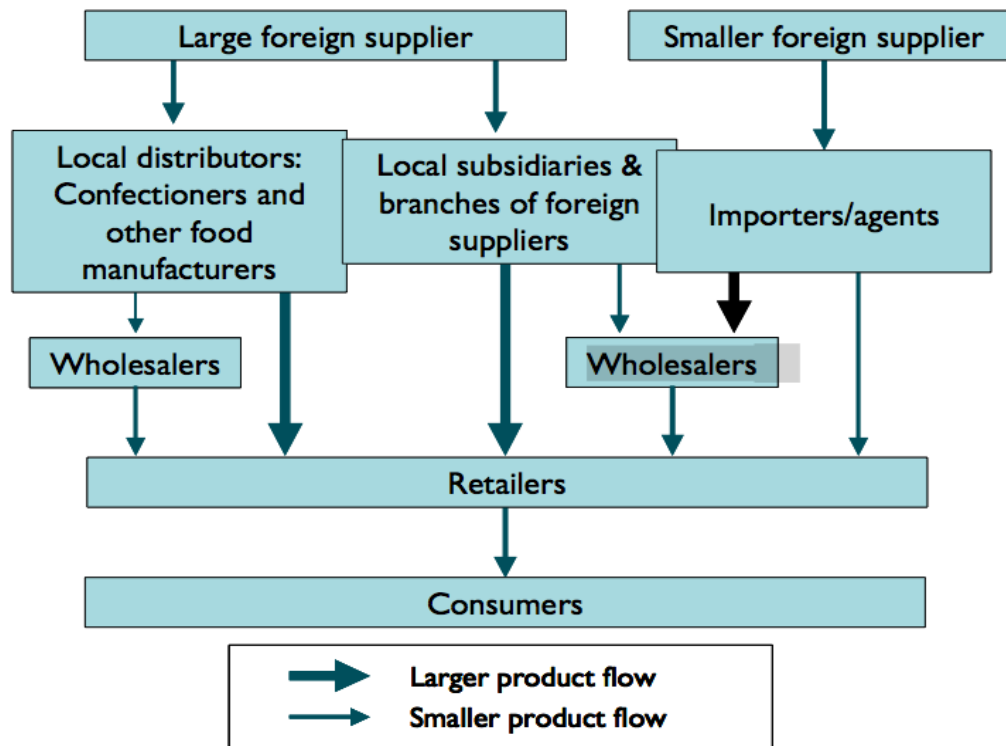 Large foreign supplier
Smaller foreign supplier
Local distributors:
Confectioners and
other food
manufacturers
Local subsidiaries &
branches of foreign
suppliers
Importers/agents
Wholesalers
Wholesalers
Retailers
Consumers
Larger product flow
Smaller product flow